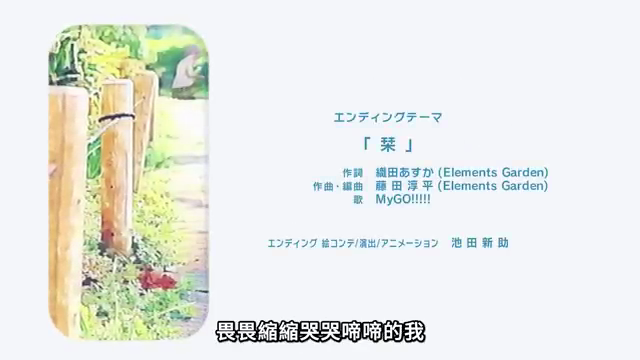 エンディングテーマ
「栞」
作詞 織田あすか (Elements Garden)
作曲・編曲 藤田淳平 (Elements Garden)
歌 MyGO!!!!!
エンディング 絵コンテ/演出/アニメーション 池田新助
畏畏縮縮哭哭啼啼的我